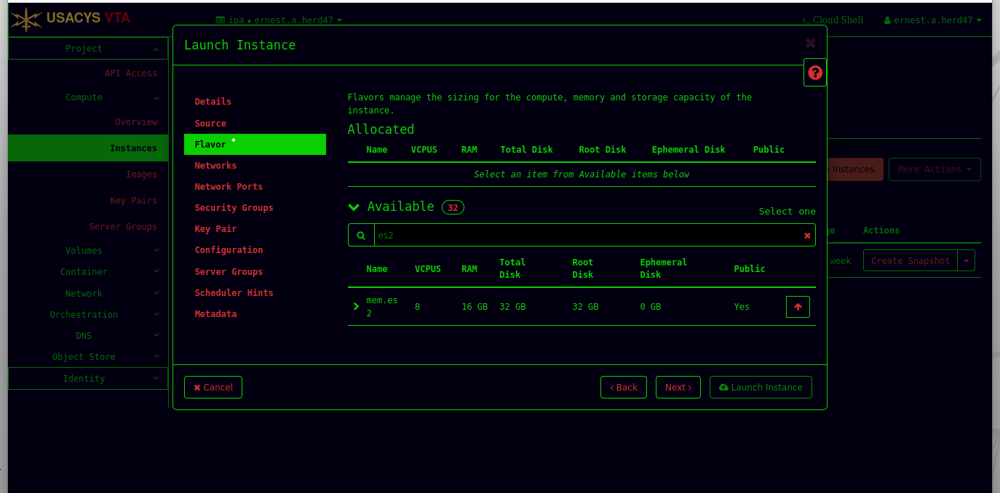 USACYS VTA
ipa • ernest.a.herd47
Cloud Shell
ernest.a.herd47
Project
API Access
Compute
Overview
Instances
Images
Key Pairs
Server Groups
Volumes
Container
Network
Orchestration
DNS
Object Store
Identity
Launch Instance
Details
Source
Flavor *
Networks
Network Ports
Security Groups
Key Pair
Configuration
Server Groups
Scheduler Hints
Metadata
Flavors manage the sizing for the compute, memory and storage capacity of the
instance.
Allocated
Name VCPUS RAM Total Disk Root Disk Ephemeral Disk Public
Select an item from Available items below
Available 32
Select one
es2
Name VCPUS RAM Total Disk Root Disk Ephemeral Disk Public
mem.es2 8 16 GB 32 GB 32 GB 0 GB Yes
Cancel
‹ Back
Next ›
Launch Instance
Instances
More Actions
Actions
week
Create Snapshot